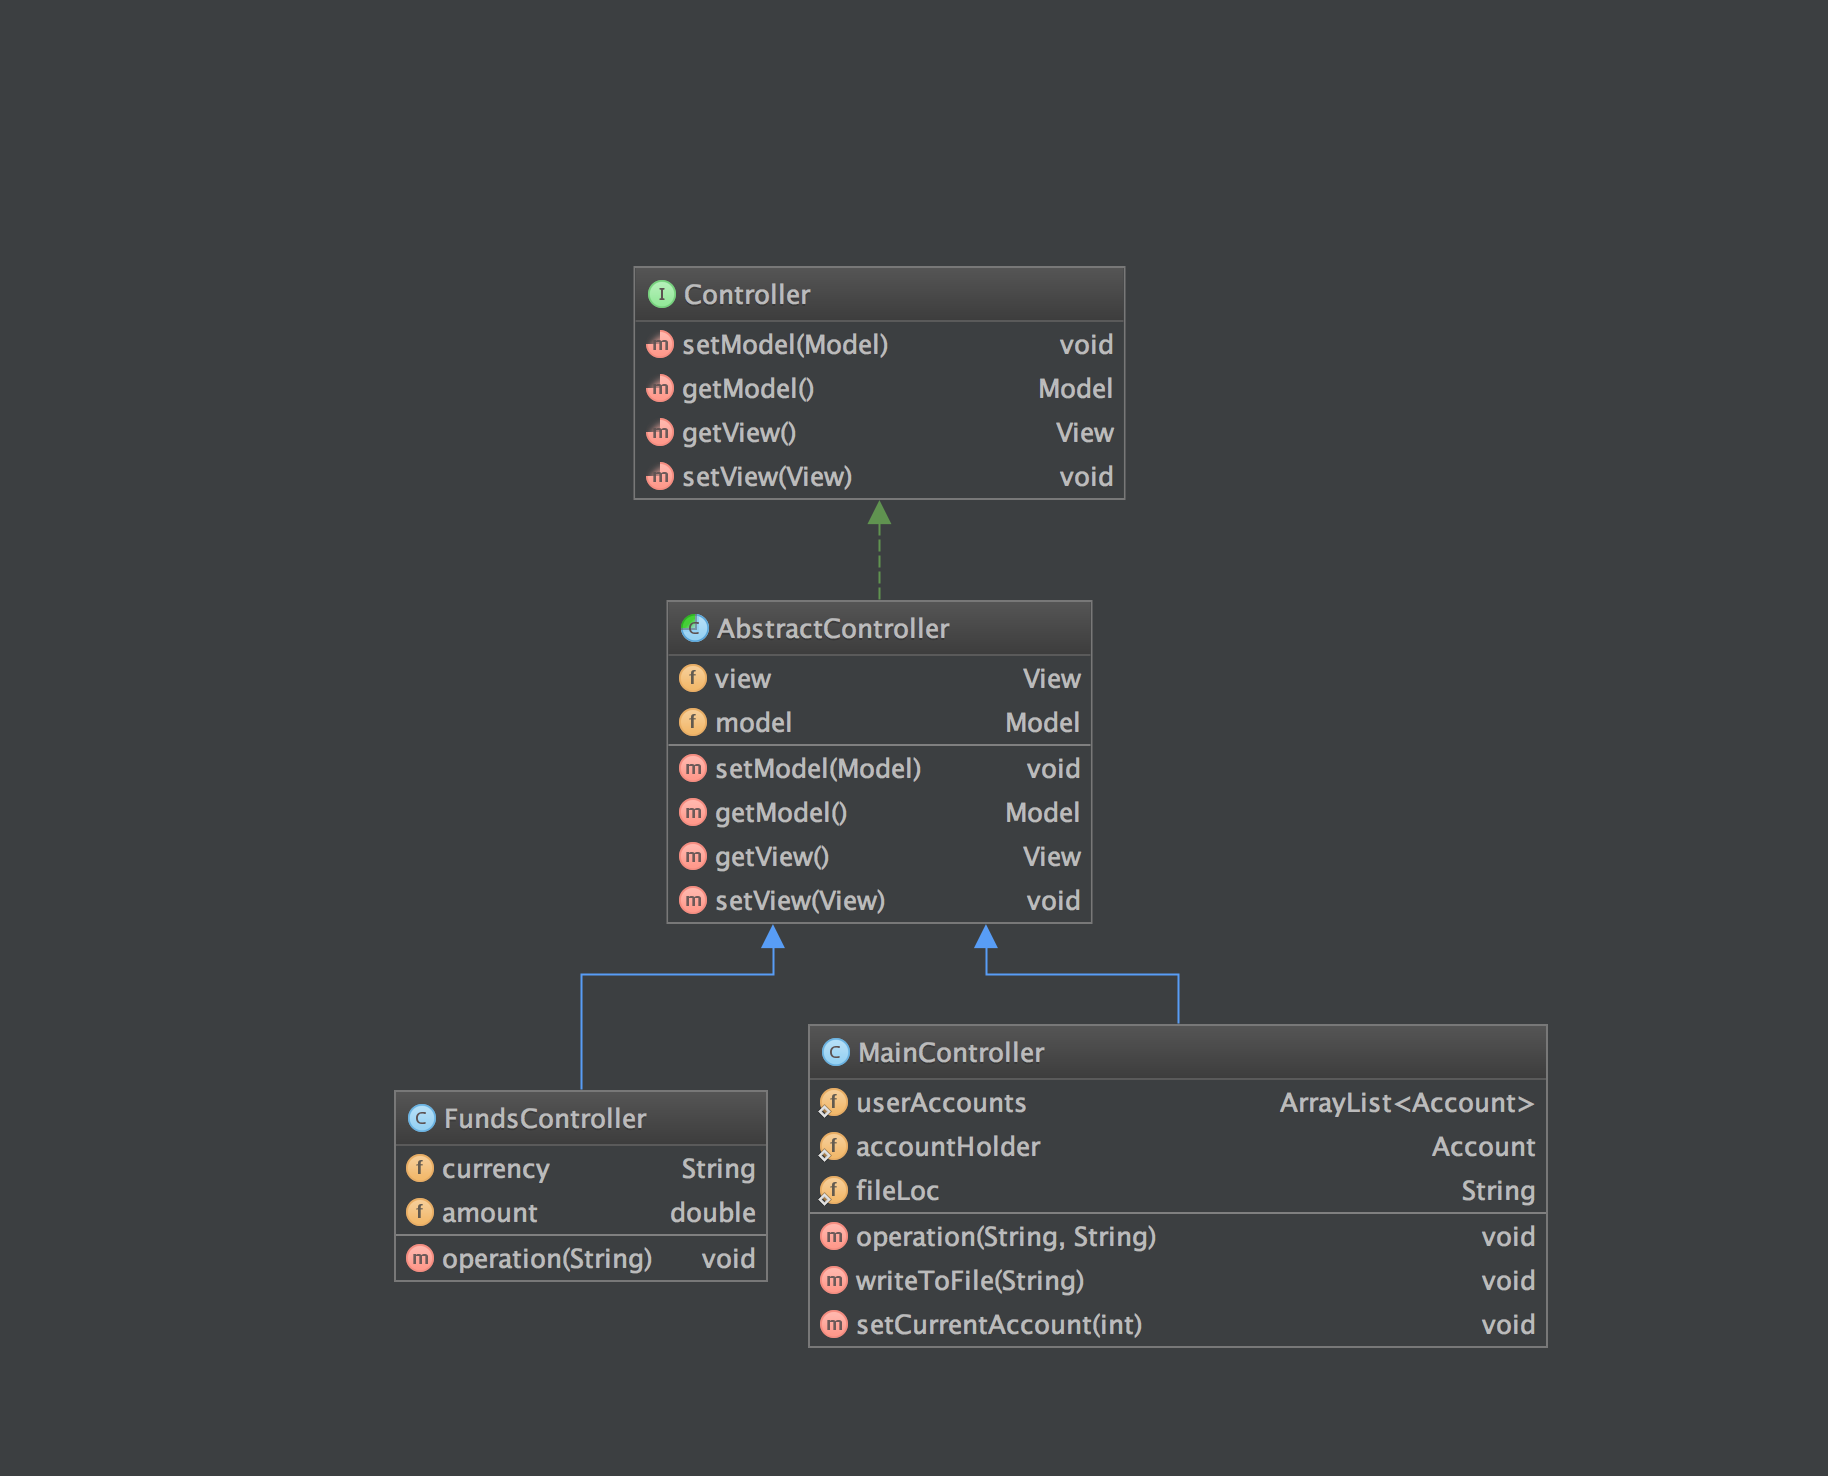 I Controller
m setModel(Model) void
m getModel() Model
m getView() View
m setView(View) void
C AbstractController
f view View
f model Model
m setModel(Model) void
m getModel() Model
m getView() View
m setView(View) void
C FundsController
f currency String
f amount double
m operation(String) void
C MainController
f userAccounts ArrayList<Account>
f accountHolder Account
f fileLoc String
m operation(String, String) void
m writeToFile(String) void
m setCurrentAccount(int) void